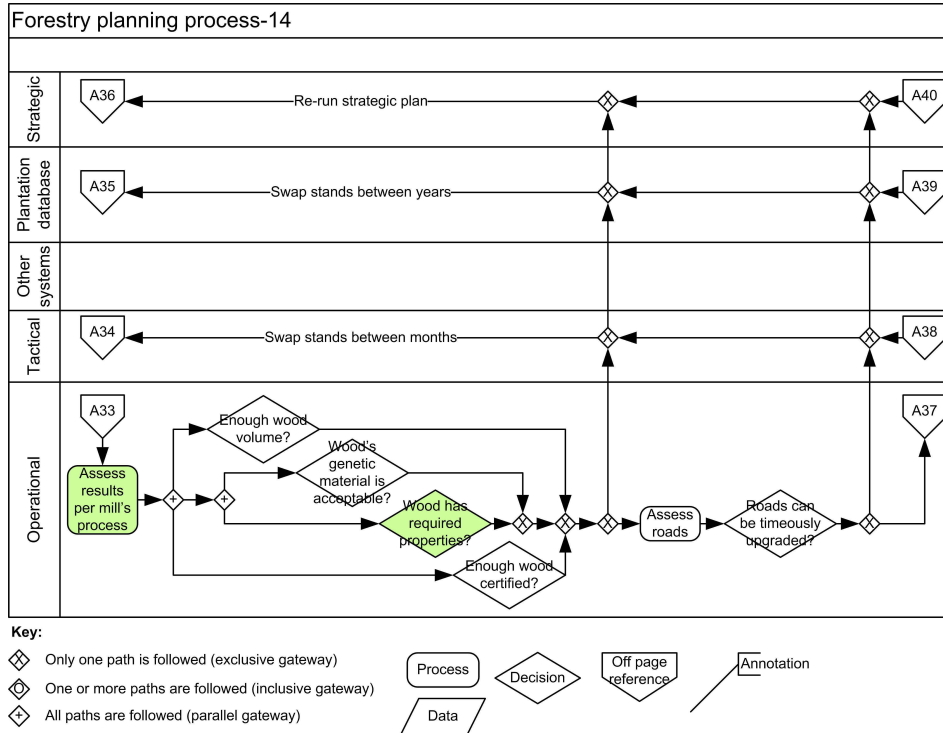 Forestry planning process-14
Strategic
A36
Re-run strategic plan
A40
Plantation
database
A35
Swap stands between years
A39
Other
systems
Tactical
A34
Swap stands between months
A38
Operational
A33
A37
Enough wood
volume?
Wood's
genetic
material is
acceptable?
Assess
results
per mill's
process
Wood has
required
properties?
Assess
roads
Roads can
be timeously
upgraded?
Enough wood
certified?
Key:
X Only one path is followed (exclusive gateway)
O One or more paths are followed (inclusive gateway)
+ All paths are followed (parallel gateway)
Process
Decision
Off page
reference
Annotation
Data